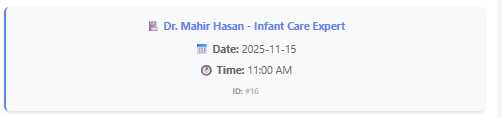 Dr. Mahir Hasan - Infant Care Expert
Date: 2025-11-15
Time: 11:00 AM
ID: #16